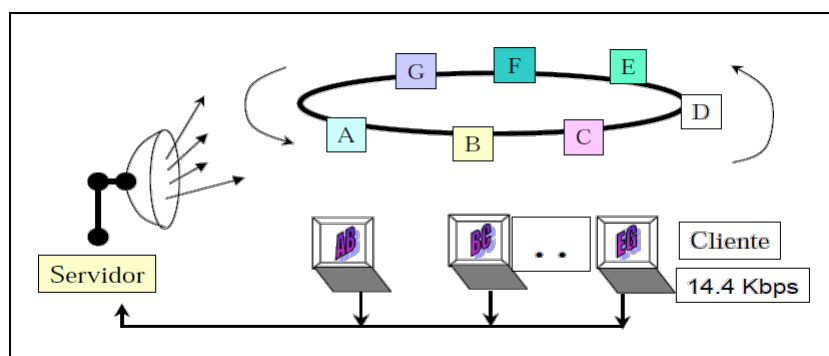 G
F
E
D
A
B
C
AB
BC
. .
EG
Cliente
Servidor
14.4 Kbps